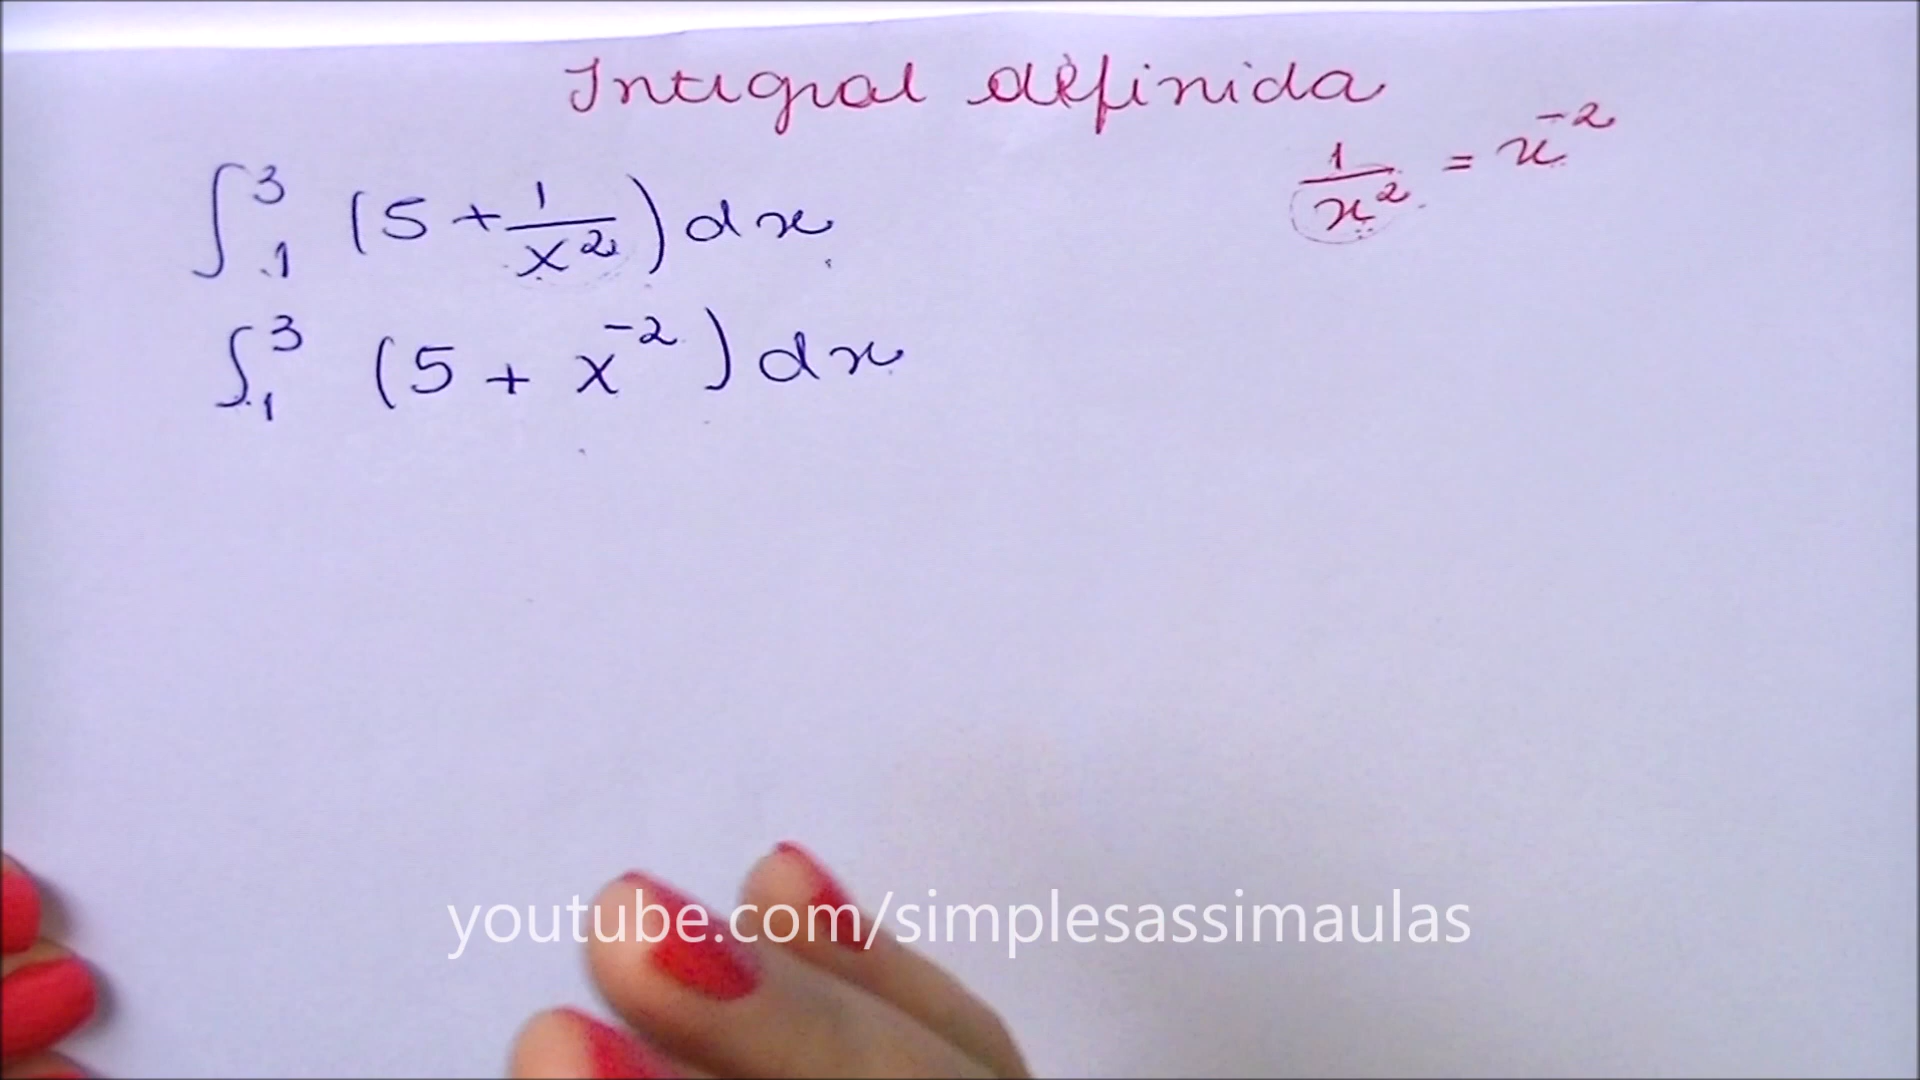 Integral definida
1/x² = x⁻²
∫₁³ (5 + 1/x²) dx
∫₁³ (5 + x⁻²) dx
youtube.com/simplesassimaulas